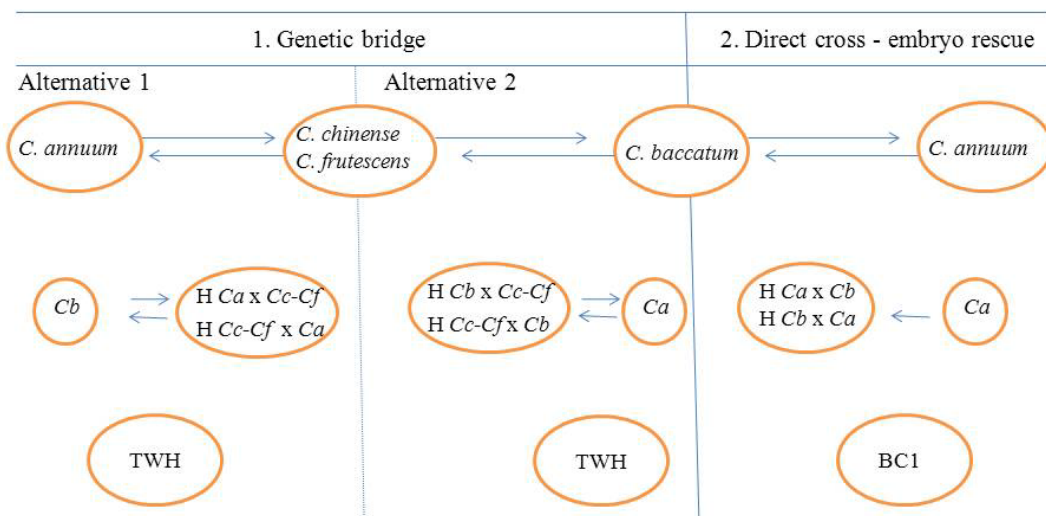 1. Genetic bridge
2. Direct cross - embryo rescue
Alternative 1
Alternative 2
C. annuum
C. chinense
C. frutescens
C. baccatum
C. annuum
Cb
H Ca x Cc-Cf
H Cc-Cf x Ca
H Cb x Cc-Cf
H Cc-Cf x Cb
Ca
H Ca x Cb
H Cb x Ca
Ca
TWH
TWH
BC1